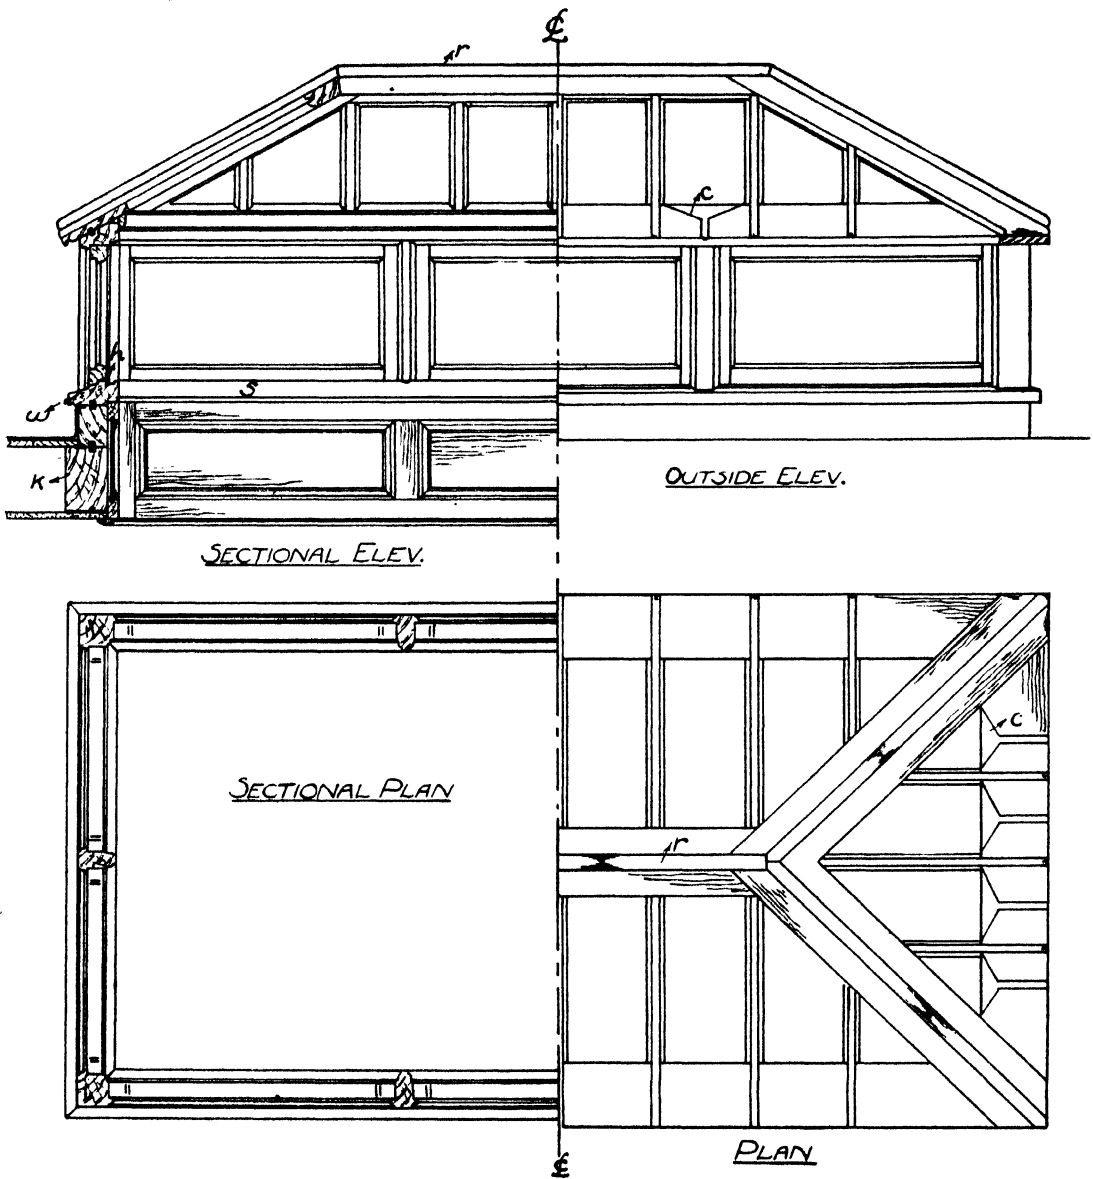 ℄
r
c
h
s
w
K
OUTSIDE ELEV.
SECTIONAL ELEV.
c
SECTIONAL PLAN
r
PLAN
℄